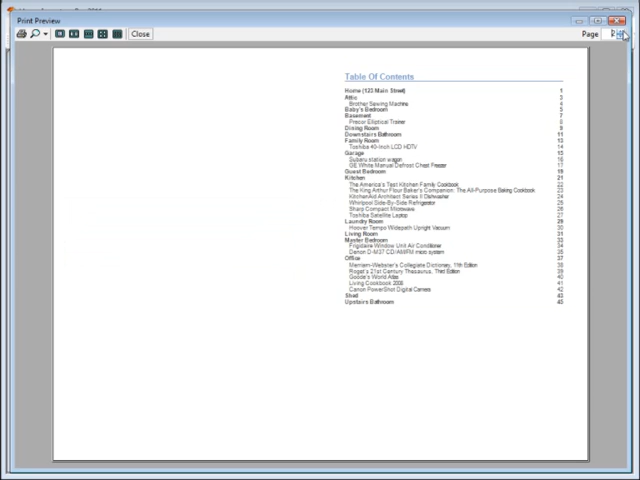 Print Preview
Close
Page
Table Of Contents
Home (123 Main Street) 1
Attic 3
Brother Sewing Machine 4
Baby's Bedroom 5
Basement 7
Precor Elliptical Trainer 8
Dining Room 9
Downstairs Bathroom 11
Family Room 13
Toshiba 40-Inch LCD HDTV 14
Garage 15
Subaru station wagon 16
GE White Manual Defrost Chest Freezer 17
Guest Bedroom 19
Kitchen 21
The America's Test Kitchen Family Cookbook 22
The King Arthur Flour Baker's Companion: The All-Purpose Baking Cookbook 23
KitchenAid Architect Series II Dishwasher 24
Whirlpool Side-By-Side Refrigerator 25
Sharp Compact Microwave 26
Toshiba Satellite Laptop 27
Laundry Room 29
Hoover Tempo Widepath Upright Vacuum 30
Living Room 31
Master Bedroom 33
Frigidaire Window Unit Air Conditioner 34
Denon D-M37 CD/AM/FM micro system 35
Office 37
Merriam-Webster's Collegiate Dictionary, 11th Edition 38
Roget's 21st Century Thesaurus, Third Edition 39
Goode's World Atlas 40
Living Cookbook 2008 41
Canon PowerShot Digital Camera 42
Shed 43
Upstairs Bathroom 45